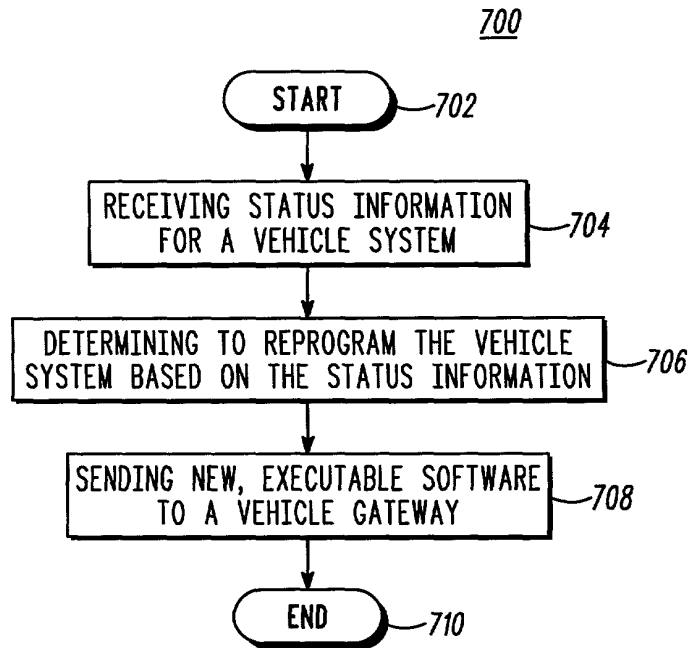 700
START
702
RECEIVING STATUS INFORMATION
FOR A VEHICLE SYSTEM
704
DETERMINING TO REPROGRAM THE VEHICLE
SYSTEM BASED ON THE STATUS INFORMATION
706
SENDING NEW, EXECUTABLE SOFTWARE
TO A VEHICLE GATEWAY
708
END
710